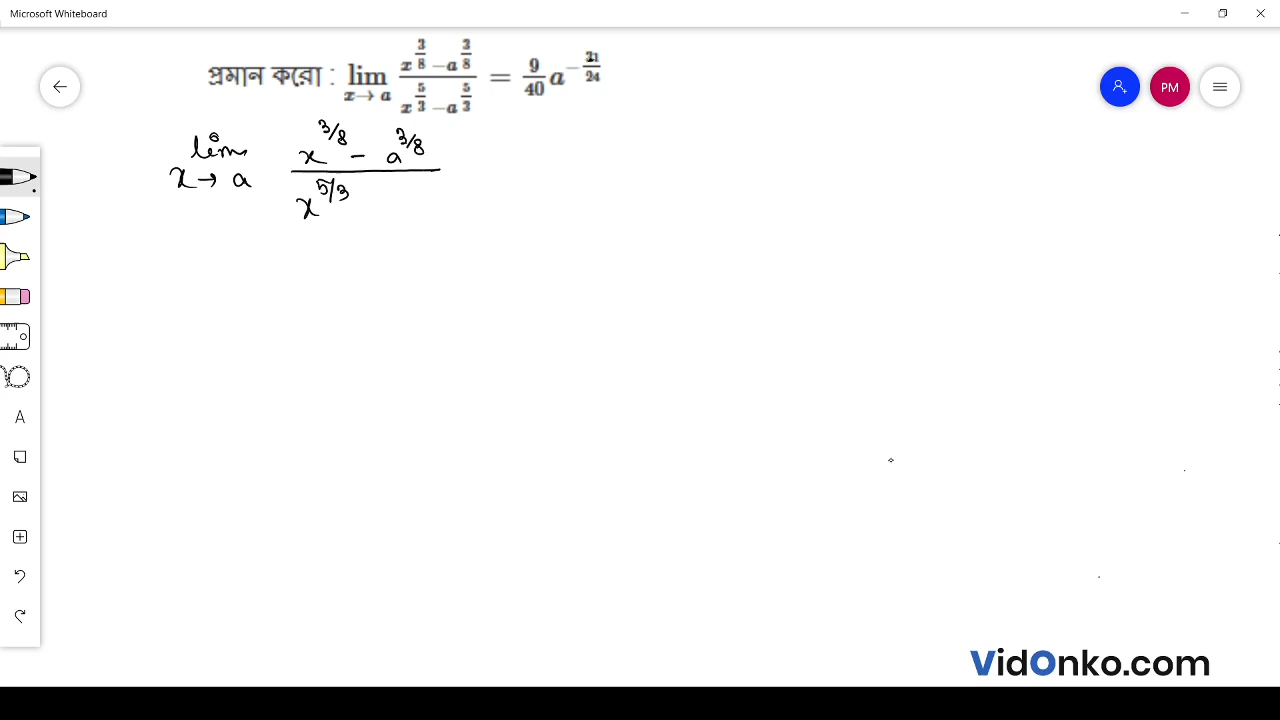 Microsoft Whiteboard
প্রমান করো : lim x→a (x^(3/8) − a^(3/8)) / (x^(5/3) − a^(5/3)) = 9/40 a^(−31/24)
PM
lim x→a (x^(3/8) − a^(3/8)) / x^(5/3)
A
VidOnko.com